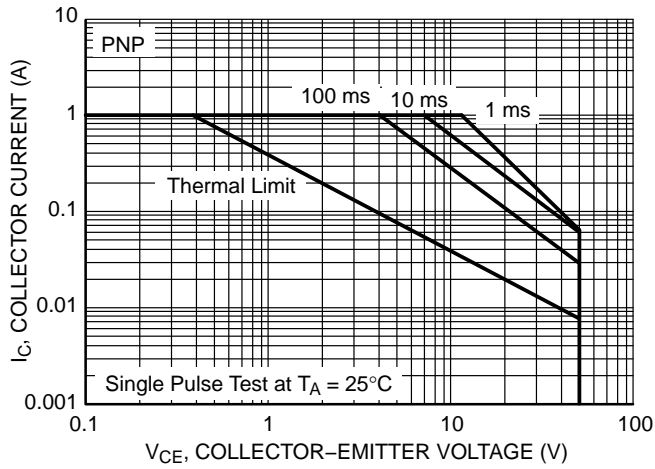 10
PNP
100 ms 10 ms 1 ms
1
Thermal Limit
0.1
0.01
Single Pulse Test at TA = 25°C
0.001
0.1 1 10 100
IC, COLLECTOR CURRENT (A)
VCE, COLLECTOR−EMITTER VOLTAGE (V)